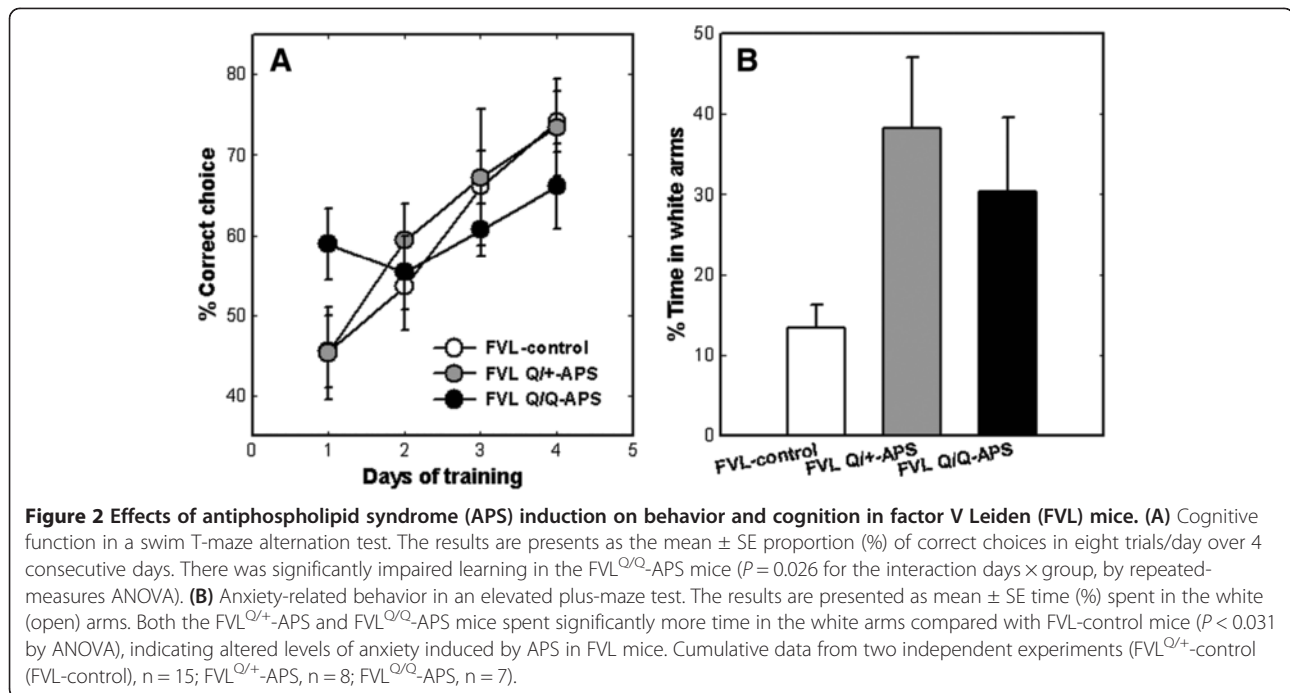 A
% Correct choice
80
70
60
50
40
0 1 2 3 4 5
Days of training
FVL-control
FVL Q/+-APS
FVL Q/Q-APS
B
% Time in white arms
50
40
30
20
10
0
FVL-control
FVL Q/+-APS
FVL Q/Q-APS
Figure 2 Effects of antiphospholipid syndrome (APS) induction on behavior and cognition in factor V Leiden (FVL) mice. (A) Cognitive
function in a swim T-maze alternation test. The results are presents as the mean ± SE proportion (%) of correct choices in eight trials/day over 4
consecutive days. There was significantly impaired learning in the FVL^Q/Q-APS mice (P = 0.026 for the interaction days × group, by repeated-
measures ANOVA). (B) Anxiety-related behavior in an elevated plus-maze test. The results are presented as mean ± SE time (%) spent in the white
(open) arms. Both the FVL^Q/+-APS and FVL^Q/Q-APS mice spent significantly more time in the white arms compared with FVL-control mice (P < 0.031
by ANOVA), indicating altered levels of anxiety induced by APS in FVL mice. Cumulative data from two independent experiments (FVL^Q/+-control
(FVL-control), n = 15; FVL^Q/+-APS, n = 8; FVL^Q/Q-APS, n = 7).